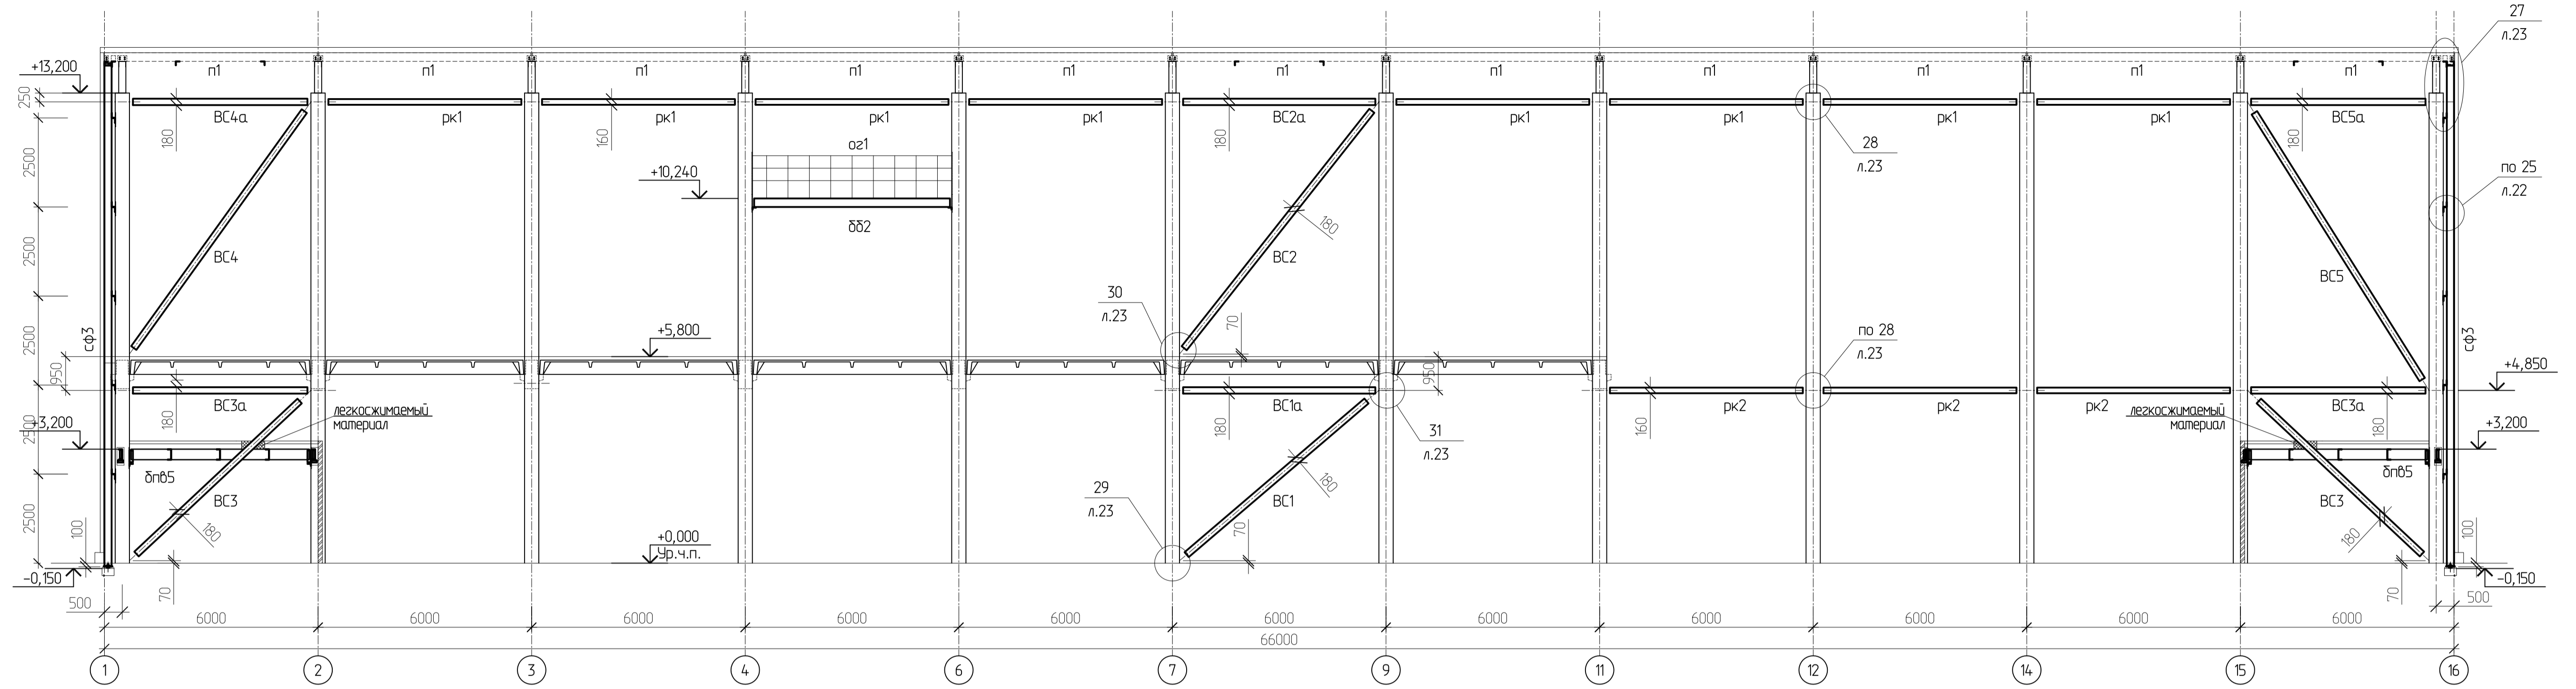 27
л.23
+13,200
п1
п1
п1
п1
п1
п1
п1
п1
п1
п1
п1
250
ВС4а
рк1
рк1
рк1
рк1
ВС2а
рк1
рк1
рк1
рк1
ВС5а
180
160
180
180
28
л.23
ог1
+10,240
дд2
по 25
л.22
2500
2500
2500
2500
2500
ВС4
ВС2
180
ВС5
30
л.23
70
по 28
л.23
сф3
сф3
+5,800
950
950
+4,850
ВС3а
180
легкосжимаемый
материал
ВС1а
180
160
рк2
рк2
рк2
легкосжимаемый
материал
ВС3а
180
+3,200
+3,200
31
л.23
бпв5
ВС3
180
ВС1
180
бпв5
ВС3
180
29
л.23
100
+0,000
Ур.ч.п.
70
100
-0,150
70
70
-0,150
500
500
6000
6000
6000
6000
6000
6000
6000
6000
6000
6000
6000
66000
1
2
3
4
6
7
9
11
12
14
15
16